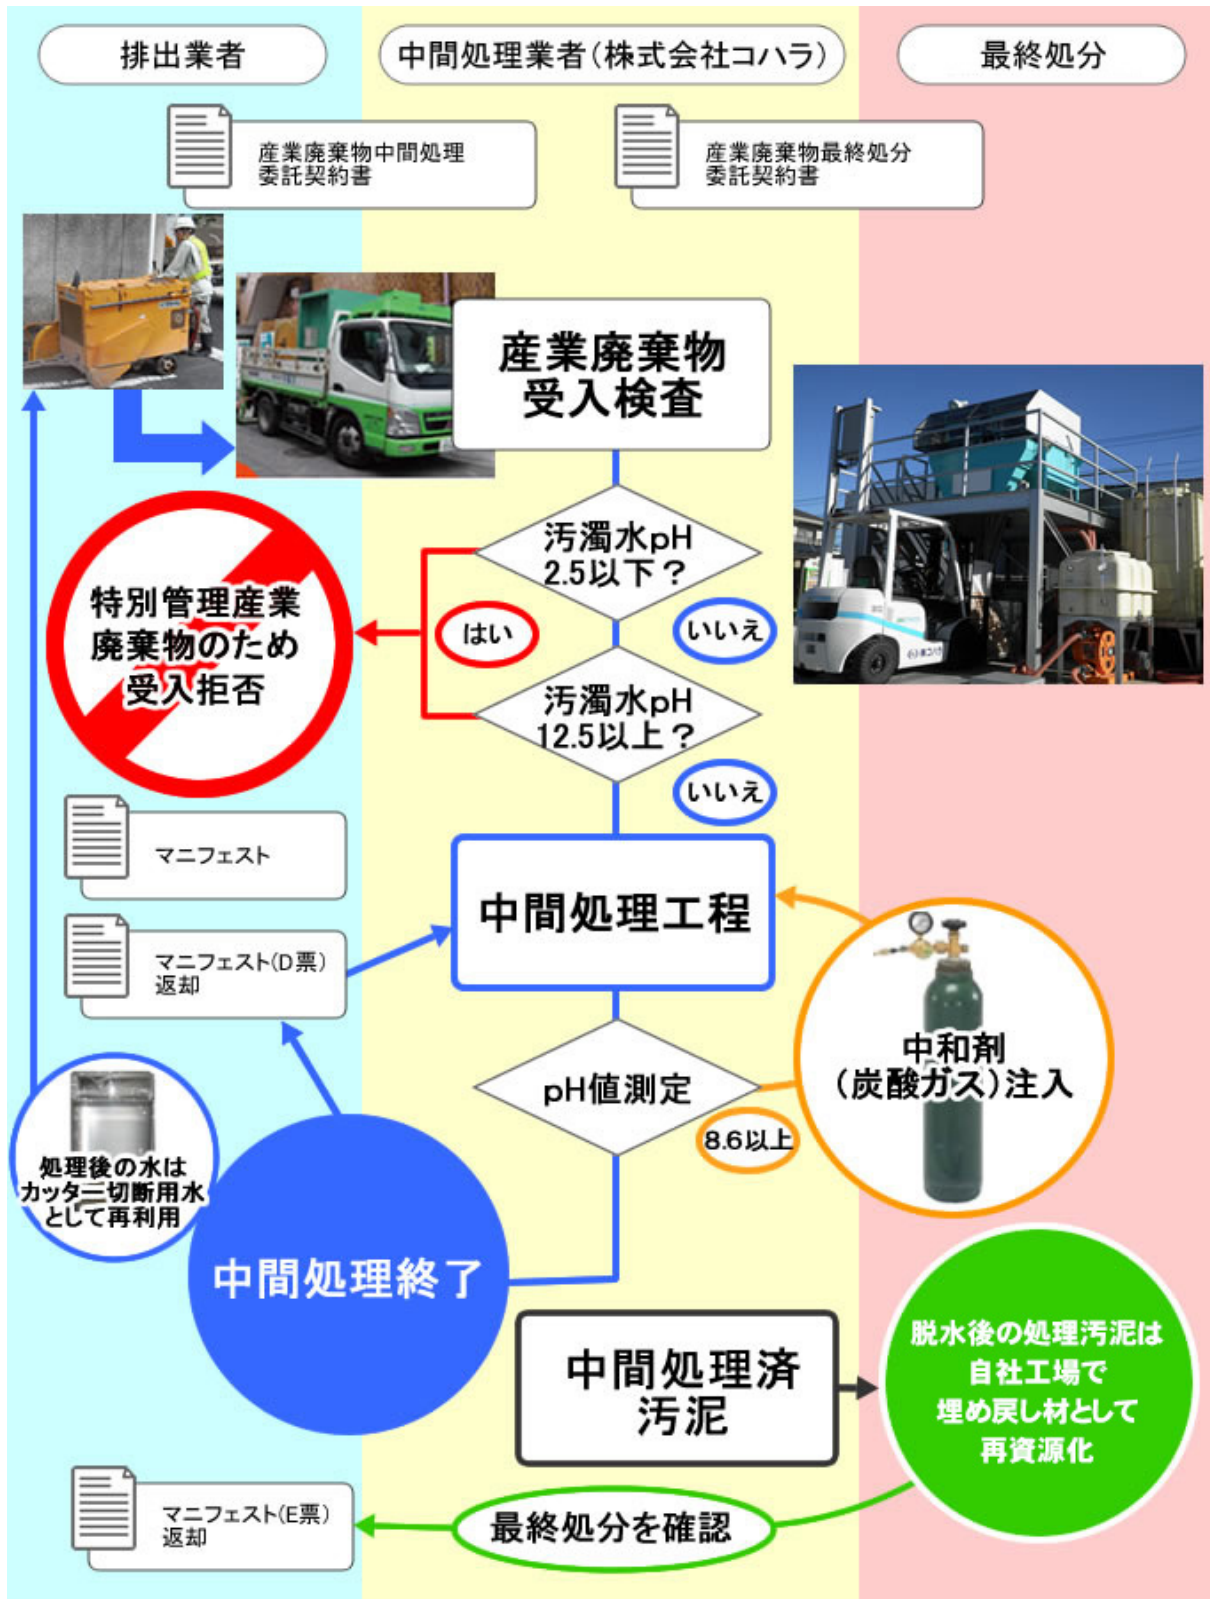 排出業者
中間処理業者(株式会社コハラ)
最終処分
産業廃棄物中間処理
委託契約書
産業廃棄物最終処分
委託契約書
産業廃棄物
受入検査
汚濁水pH
2.5以下？
はい
いいえ
特別管理産業
廃棄物のため
受入拒否
汚濁水pH
12.5以上？
いいえ
マニフェスト
中間処理工程
マニフェスト(D票)
返却
中和剤
(炭酸ガス)注入
pH値測定
8.6以上
処理後の水は
カッター切断用水
として再利用
中間処理終了
中間処理済
汚泥
脱水後の処理汚泥は
自社工場で
埋め戻し材として
再資源化
マニフェスト(E票)
返却
最終処分を確認